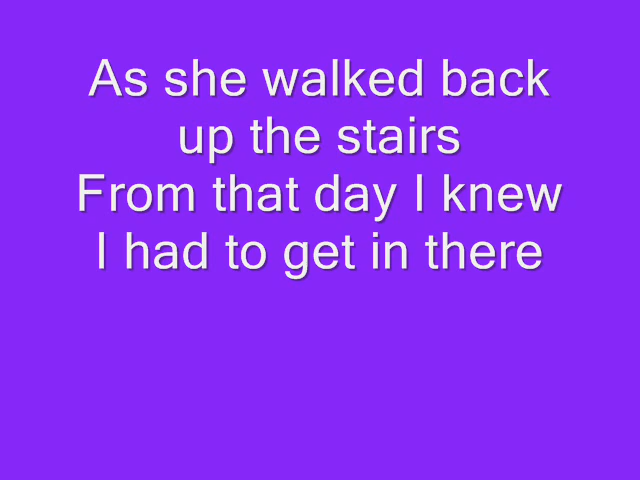 As she walked back
up the stairs
From that day I knew
I had to get in there